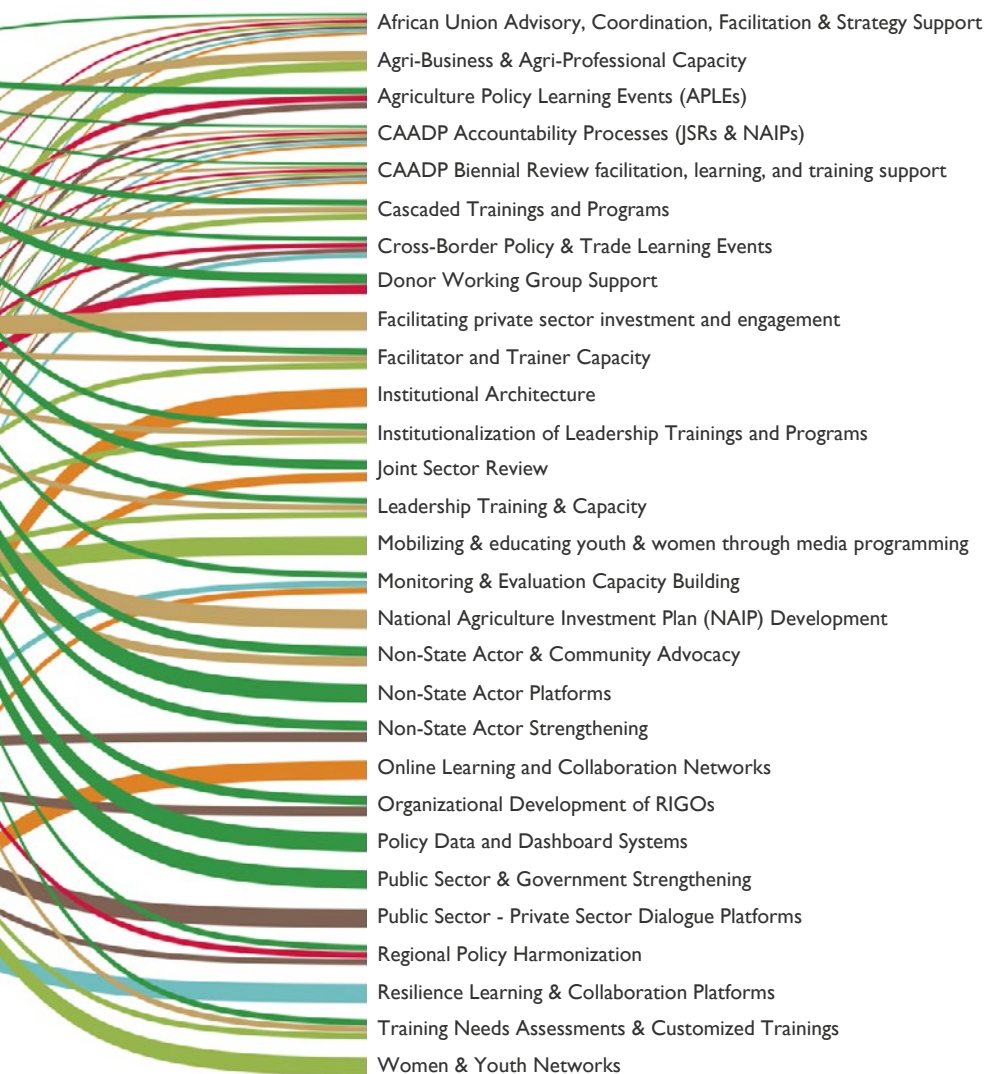 African Union Advisory, Coordination, Facilitation & Strategy Support
Agri-Business & Agri-Professional Capacity
Agriculture Policy Learning Events (APLEs)
CAADP Accountability Processes (JSRs & NAIPs)
CAADP Biennial Review facilitation, learning, and training support
Cascaded Trainings and Programs
Cross-Border Policy & Trade Learning Events
Donor Working Group Support
Facilitating private sector investment and engagement
Facilitator and Trainer Capacity
Institutional Architecture
Institutionalization of Leadership Trainings and Programs
Joint Sector Review
Leadership Training & Capacity
Mobilizing & educating youth & women through media programming
Monitoring & Evaluation Capacity Building
National Agriculture Investment Plan (NAIP) Development
Non-State Actor & Community Advocacy
Non-State Actor Platforms
Non-State Actor Strengthening
Online Learning and Collaboration Networks
Organizational Development of RIGOs
Policy Data and Dashboard Systems
Public Sector & Government Strengthening
Public Sector - Private Sector Dialogue Platforms
Regional Policy Harmonization
Resilience Learning & Collaboration Platforms
Training Needs Assessments & Customized Trainings
Women & Youth Networks